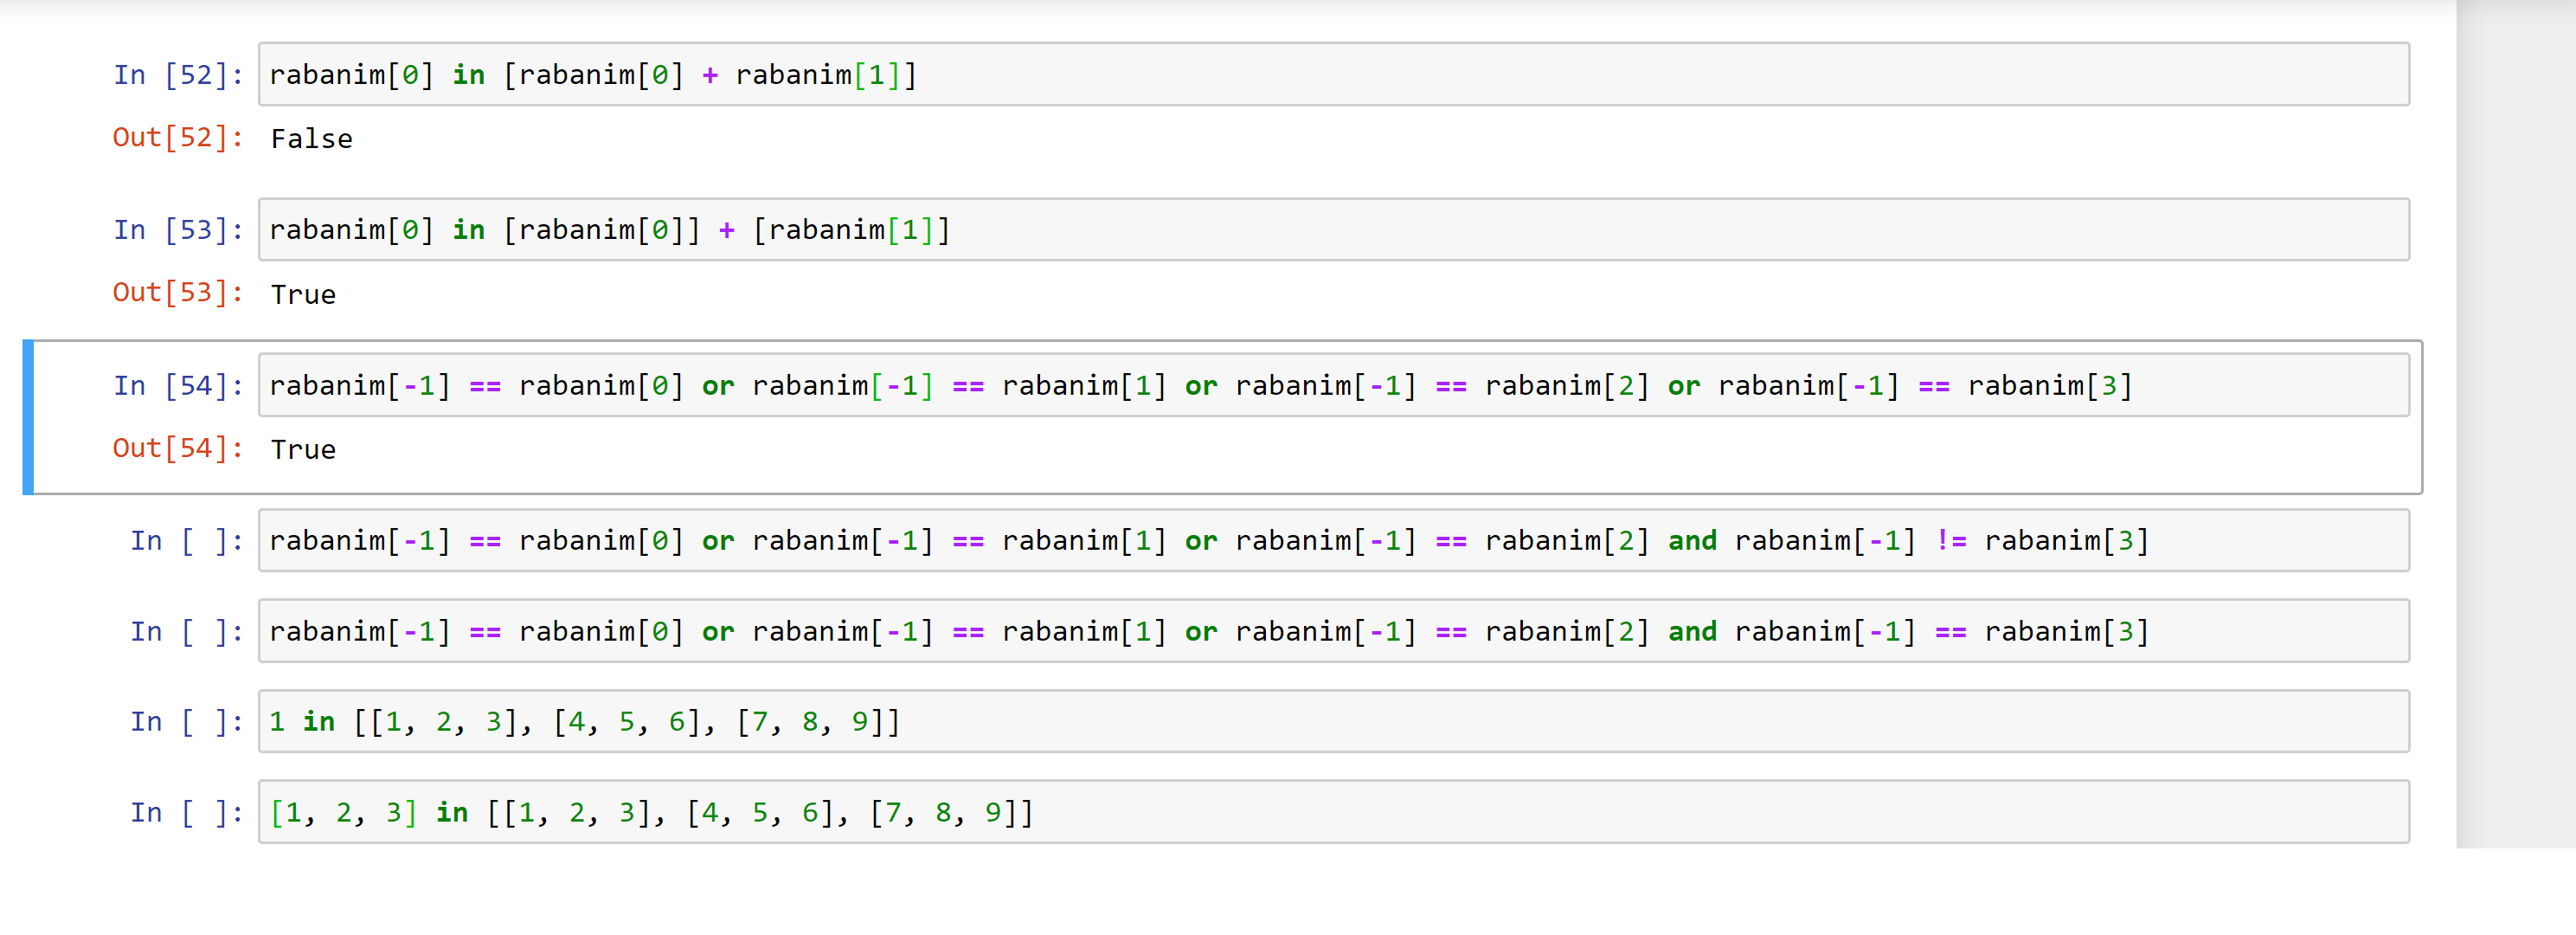 In [52]: rabanim[0] in [rabanim[0] + rabanim[1]]
Out[52]: False
In [53]: rabanim[0] in [rabanim[0]] + [rabanim[1]]
Out[53]: True
In [54]: rabanim[-1] == rabanim[0] or rabanim[-1] == rabanim[1] or rabanim[-1] == rabanim[2] or rabanim[-1] == rabanim[3]
Out[54]: True
In [ ]: rabanim[-1] == rabanim[0] or rabanim[-1] == rabanim[1] or rabanim[-1] == rabanim[2] and rabanim[-1] != rabanim[3]
In [ ]: rabanim[-1] == rabanim[0] or rabanim[-1] == rabanim[1] or rabanim[-1] == rabanim[2] and rabanim[-1] == rabanim[3]
In [ ]: 1 in [[1, 2, 3], [4, 5, 6], [7, 8, 9]]
In [ ]: [1, 2, 3] in [[1, 2, 3], [4, 5, 6], [7, 8, 9]]